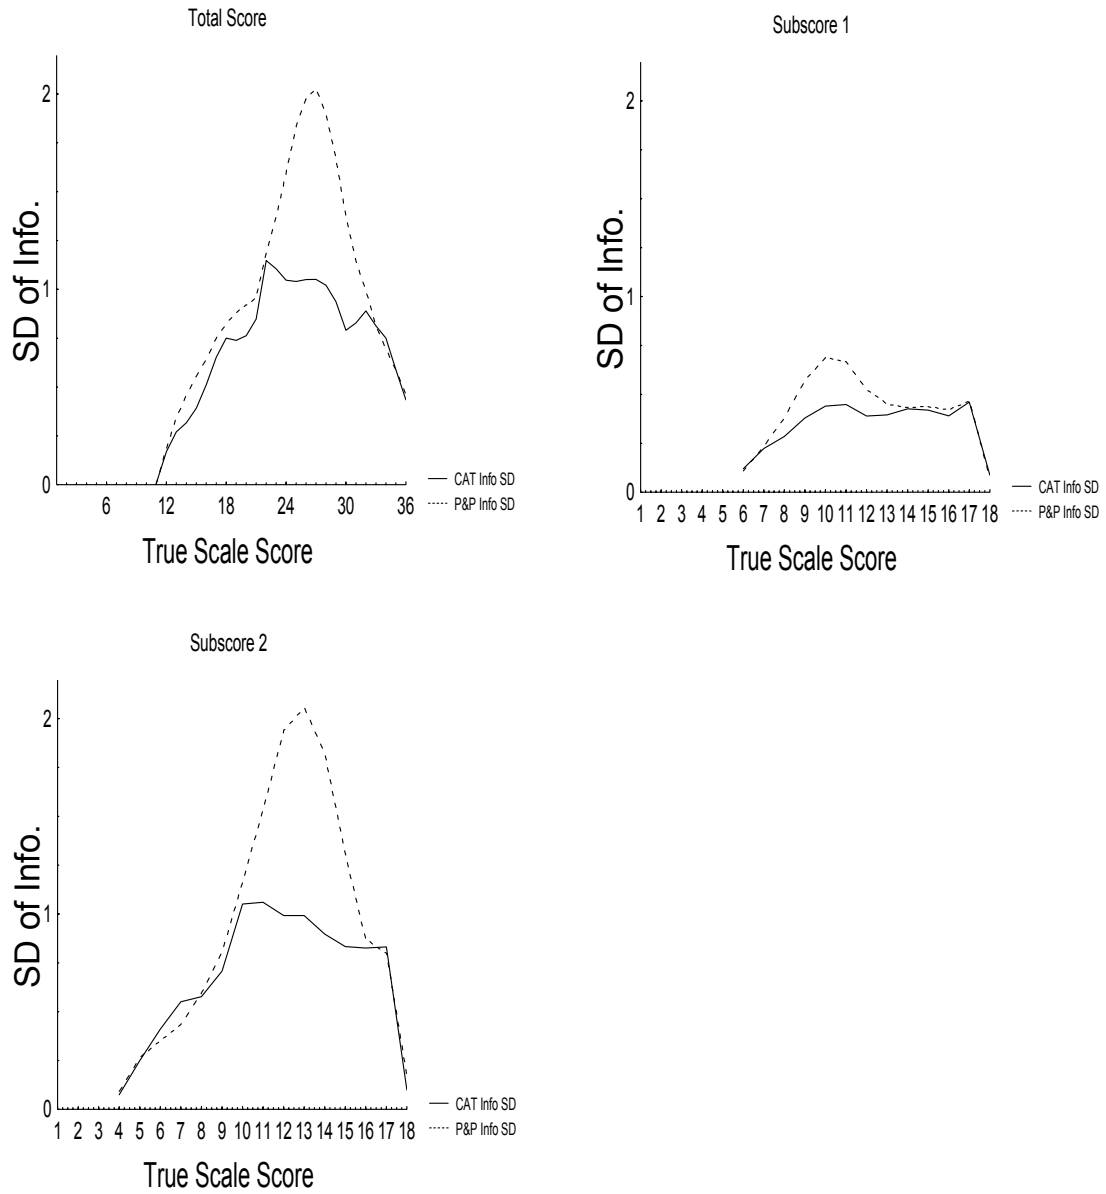 Total Score
2
1
0
SD of Info.
6 12 18 24 30 36
True Scale Score
CAT Info SD
P&P Info SD
Subscore 1
2
1
0
SD of Info.
1 2 3 4 5 6 7 8 9 10 11 12 13 14 15 16 17 18
True Scale Score
CAT Info SD
P&P Info SD
Subscore 2
2
1
0
SD of Info.
1 2 3 4 5 6 7 8 9 10 11 12 13 14 15 16 17 18
True Scale Score
CAT Info SD
P&P Info SD